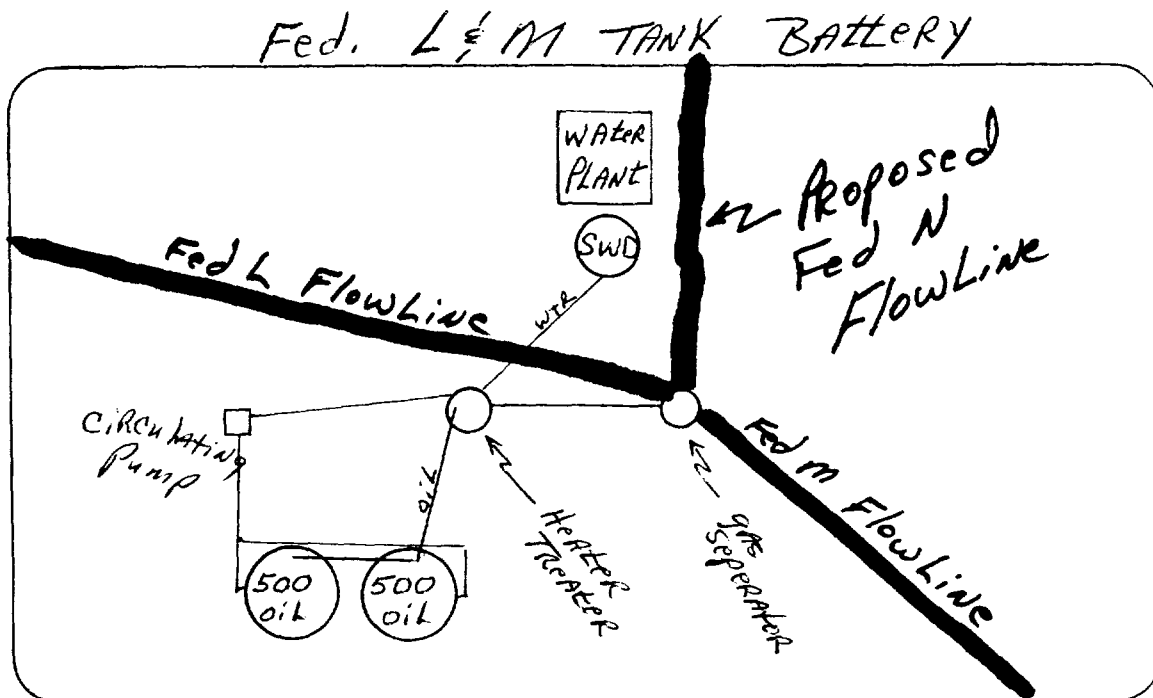 Fed. L & M TANK BAttERY
WAteR
PLANt
SWD
PRoposed
Fed N
FlowLine
Fed L FlowLine
WTR
CiRCulating
Pump
oiL
HeAteR
TReAteR
gAs
SepeRAtoR
Fed m FlowLine
500
oiL
500
oiL